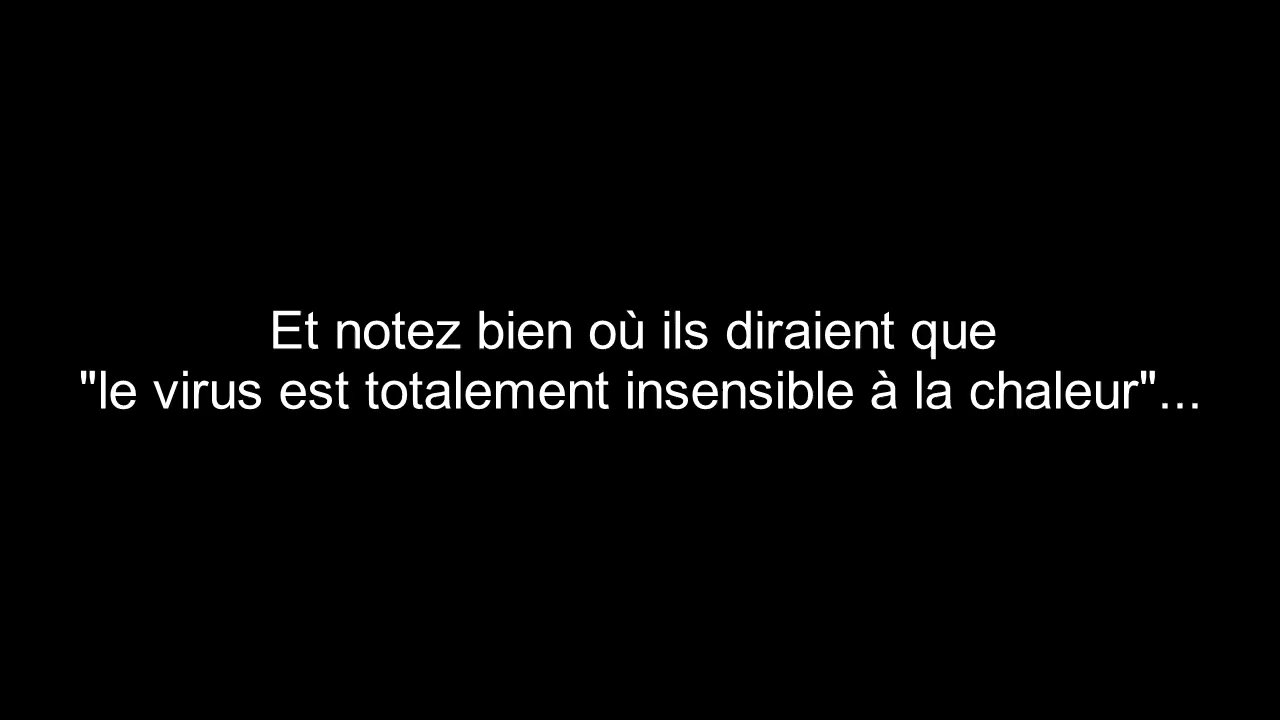 Et notez bien où ils diraient que
"le virus est totalement insensible à la chaleur"...